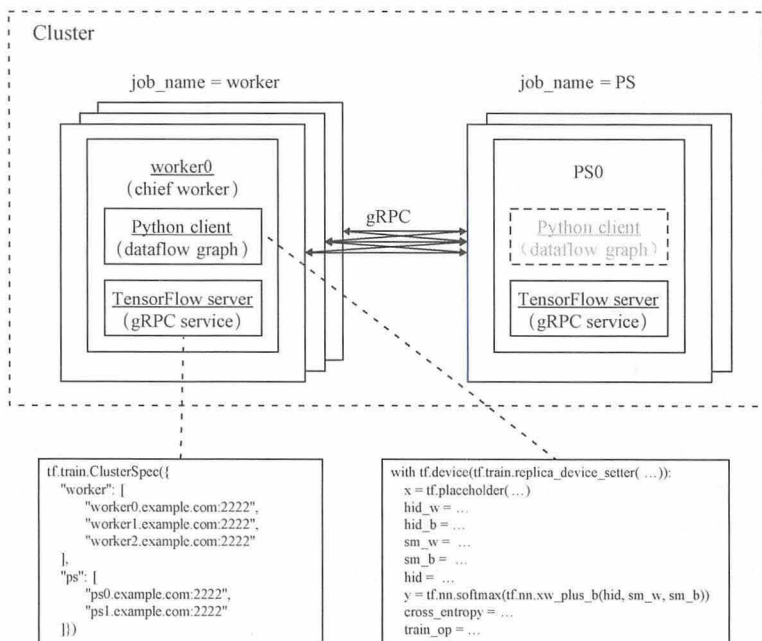 Cluster
job_name = worker
job_name = PS
worker0
(chief worker)
Python client
(dataflow graph)
TensorFlow server
(gRPC service)
gRPC
PS0
Python client
(dataflow graph)
TensorFlow server
(gRPC service)
tf.train.ClusterSpec({
"worker": [
"worker0.example.com:2222",
"worker1.example.com:2222",
"worker2.example.com:2222"
],
"ps": [
"ps0.example.com:2222",
"ps1.example.com:2222"
]})
with tf.device(tf.train.replica_device_setter( …)):
x = tf.placeholder( …)
hid_w = …
hid_b = …
sm_w = …
sm_b = …
hid = …
y = tf.nn.softmax(tf.nn.xw_plus_b(hid, sm_w, sm_b))
cross_entropy = …
train_op = …